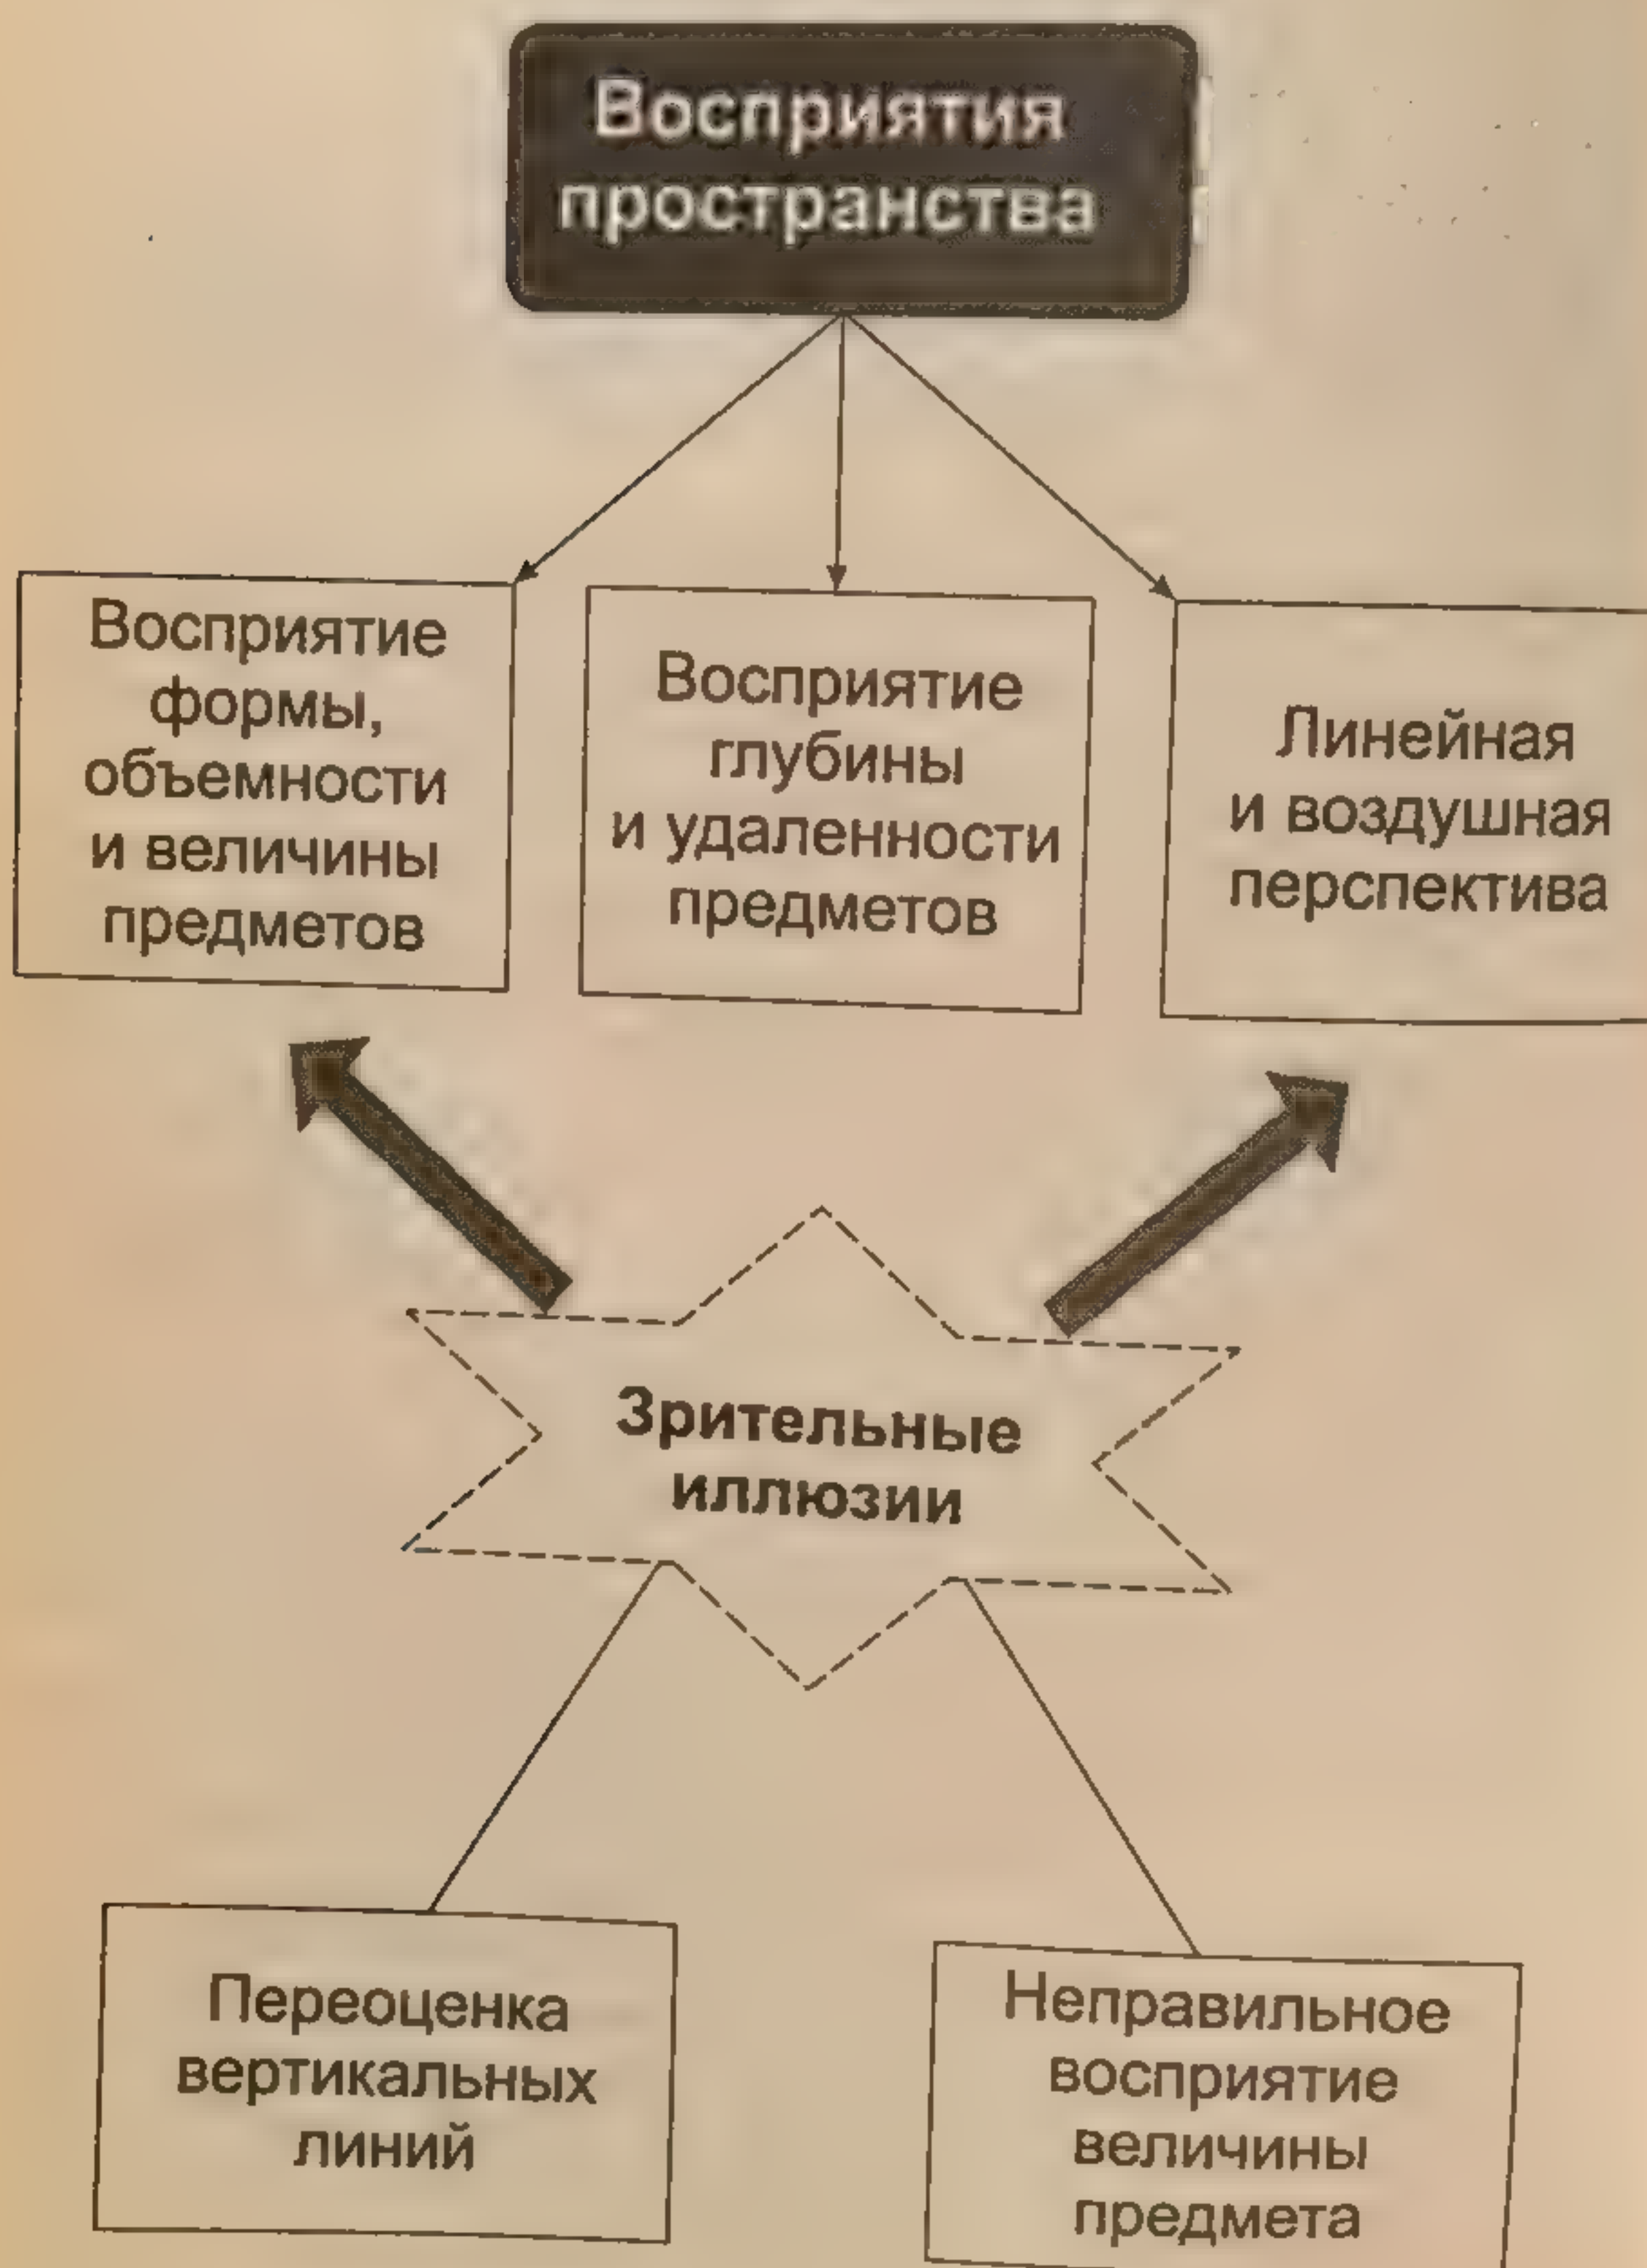 Восприятия
пространства
Восприятие
формы,
объемности
и величины
предметов
Восприятие
глубины
и удаленности
предметов
Линейная
и воздушная
перспектива
Зрительные
иллюзии
Переоценка
вертикальных
линий
Неправильное
восприятие
величины
предмета